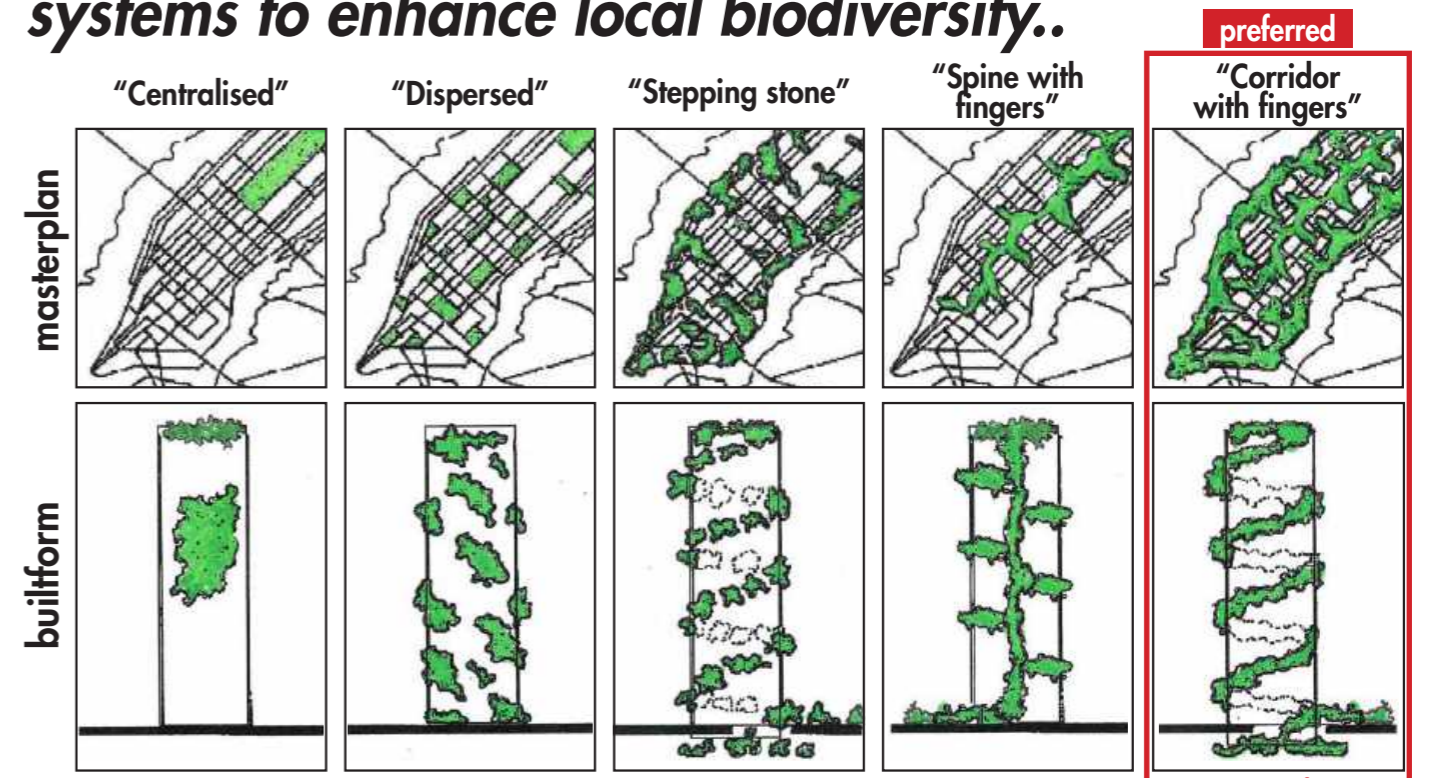 systems to enhance local biodiversity..
preferred
“Centralised”
“Dispersed”
“Stepping stone”
“Spine with
fingers”
“Corridor
with fingers”
masterplan
builtform